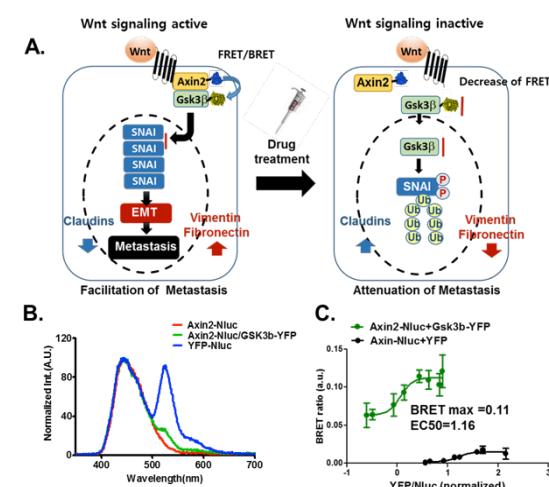 Wnt signaling active
Wnt signaling inactive
A.
Wnt
FRET/BRET
Axin2
Gsk3β
SNAI
SNAI
SNAI
SNAI
EMT
Claudins
Vimentin
Fibronectin
Metastasis
Facilitation of Metastasis
Drug
treatment
Wnt
Axin2
Decrease of FRET
Gsk3β
Gsk3β
SNAI
P
P
Ub
Ub Ub
Ub Ub
Ub Ub
Claudins
Vimentin
Fibronectin
Attenuation of Metastasis
B.
Axin2-Nluc
Axin2-Nluc/GSK3b-YFP
YFP-Nluc
Normalized Int.(A.U.)
120
80
40
0
400 500 600 700
Wavelength(nm)
C.
Axin2-Nluc+Gsk3b-YFP
Axin-Nluc+YFP
BRET ratio (a.u.)
0.15
0.10
0.05
0.00
BRET max =0.11
EC50=1.16
-1 0 1 2 3
YFP/Nluc (normalized)